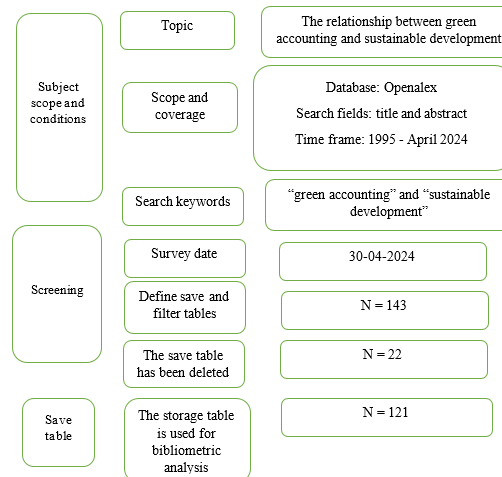 Subject
scope and
conditions
Topic
The relationship between green
accounting and sustainable development
Scope and
coverage
Database: Openalex
Search fields: title and abstract
Time frame: 1995 - April 2024
Search keywords
“green accounting” and “sustainable
development”
Screening
Survey date
30-04-2024
Define save and
filter tables
N = 143
The save table
has been deleted
N = 22
Save
table
The storage table
is used for
bibliometric
analysis
N = 121